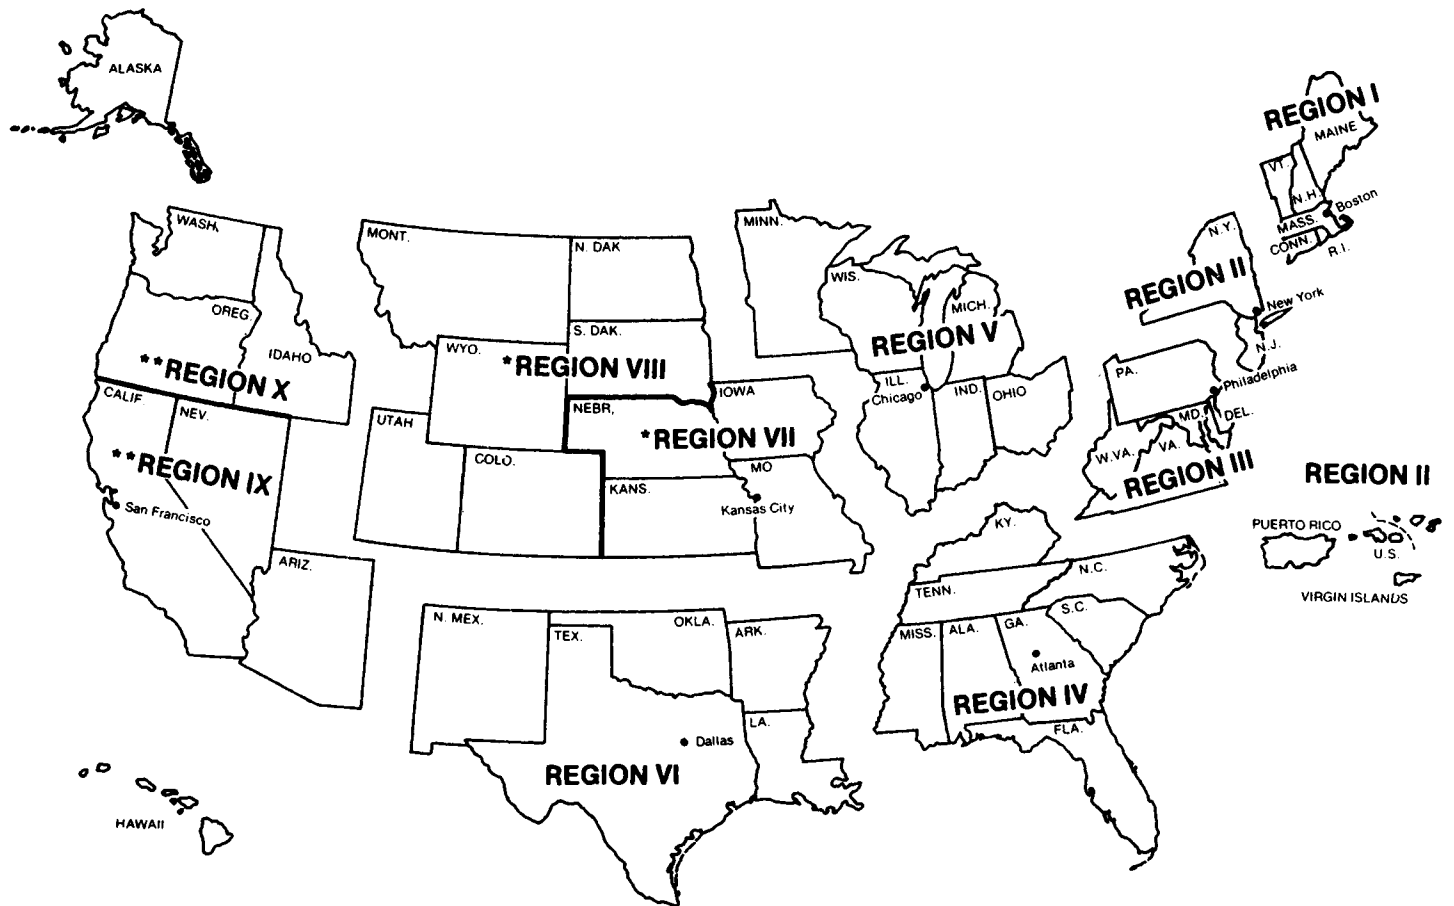 ALASKA
REGION I
MAINE
VT.
N.H.
Boston
MASS.
CONN.
R.I.
WASH.
MONT.
N. DAK
MINN.
N.Y.
WIS.
REGION II
OREG.
MICH.
New York
S. DAK.
REGION V
IDAHO
WYO.
N.J.
**REGION X
*REGION VIII
PA.
Philadelphia
CALIF.
NEV.
UTAH
NEBR,
IOWA
ILL.
Chicago
IND.
OHIO
MD.
DEL.
*REGION VII
W.VA.
VA.
**REGION IX
COLO.
MO
REGION III
REGION II
KANS.
Kansas City
San Francisco
KY.
PUERTO RICO
U.S.
VIRGIN ISLANDS
ARIZ.
N.C.
TENN.
S.C.
N. MEX.
TEX.
OKLA.
ARK.
MISS.
ALA.
GA.
Atlanta
REGION IV
LA.
FLA.
Dallas
REGION VI
HAWAII